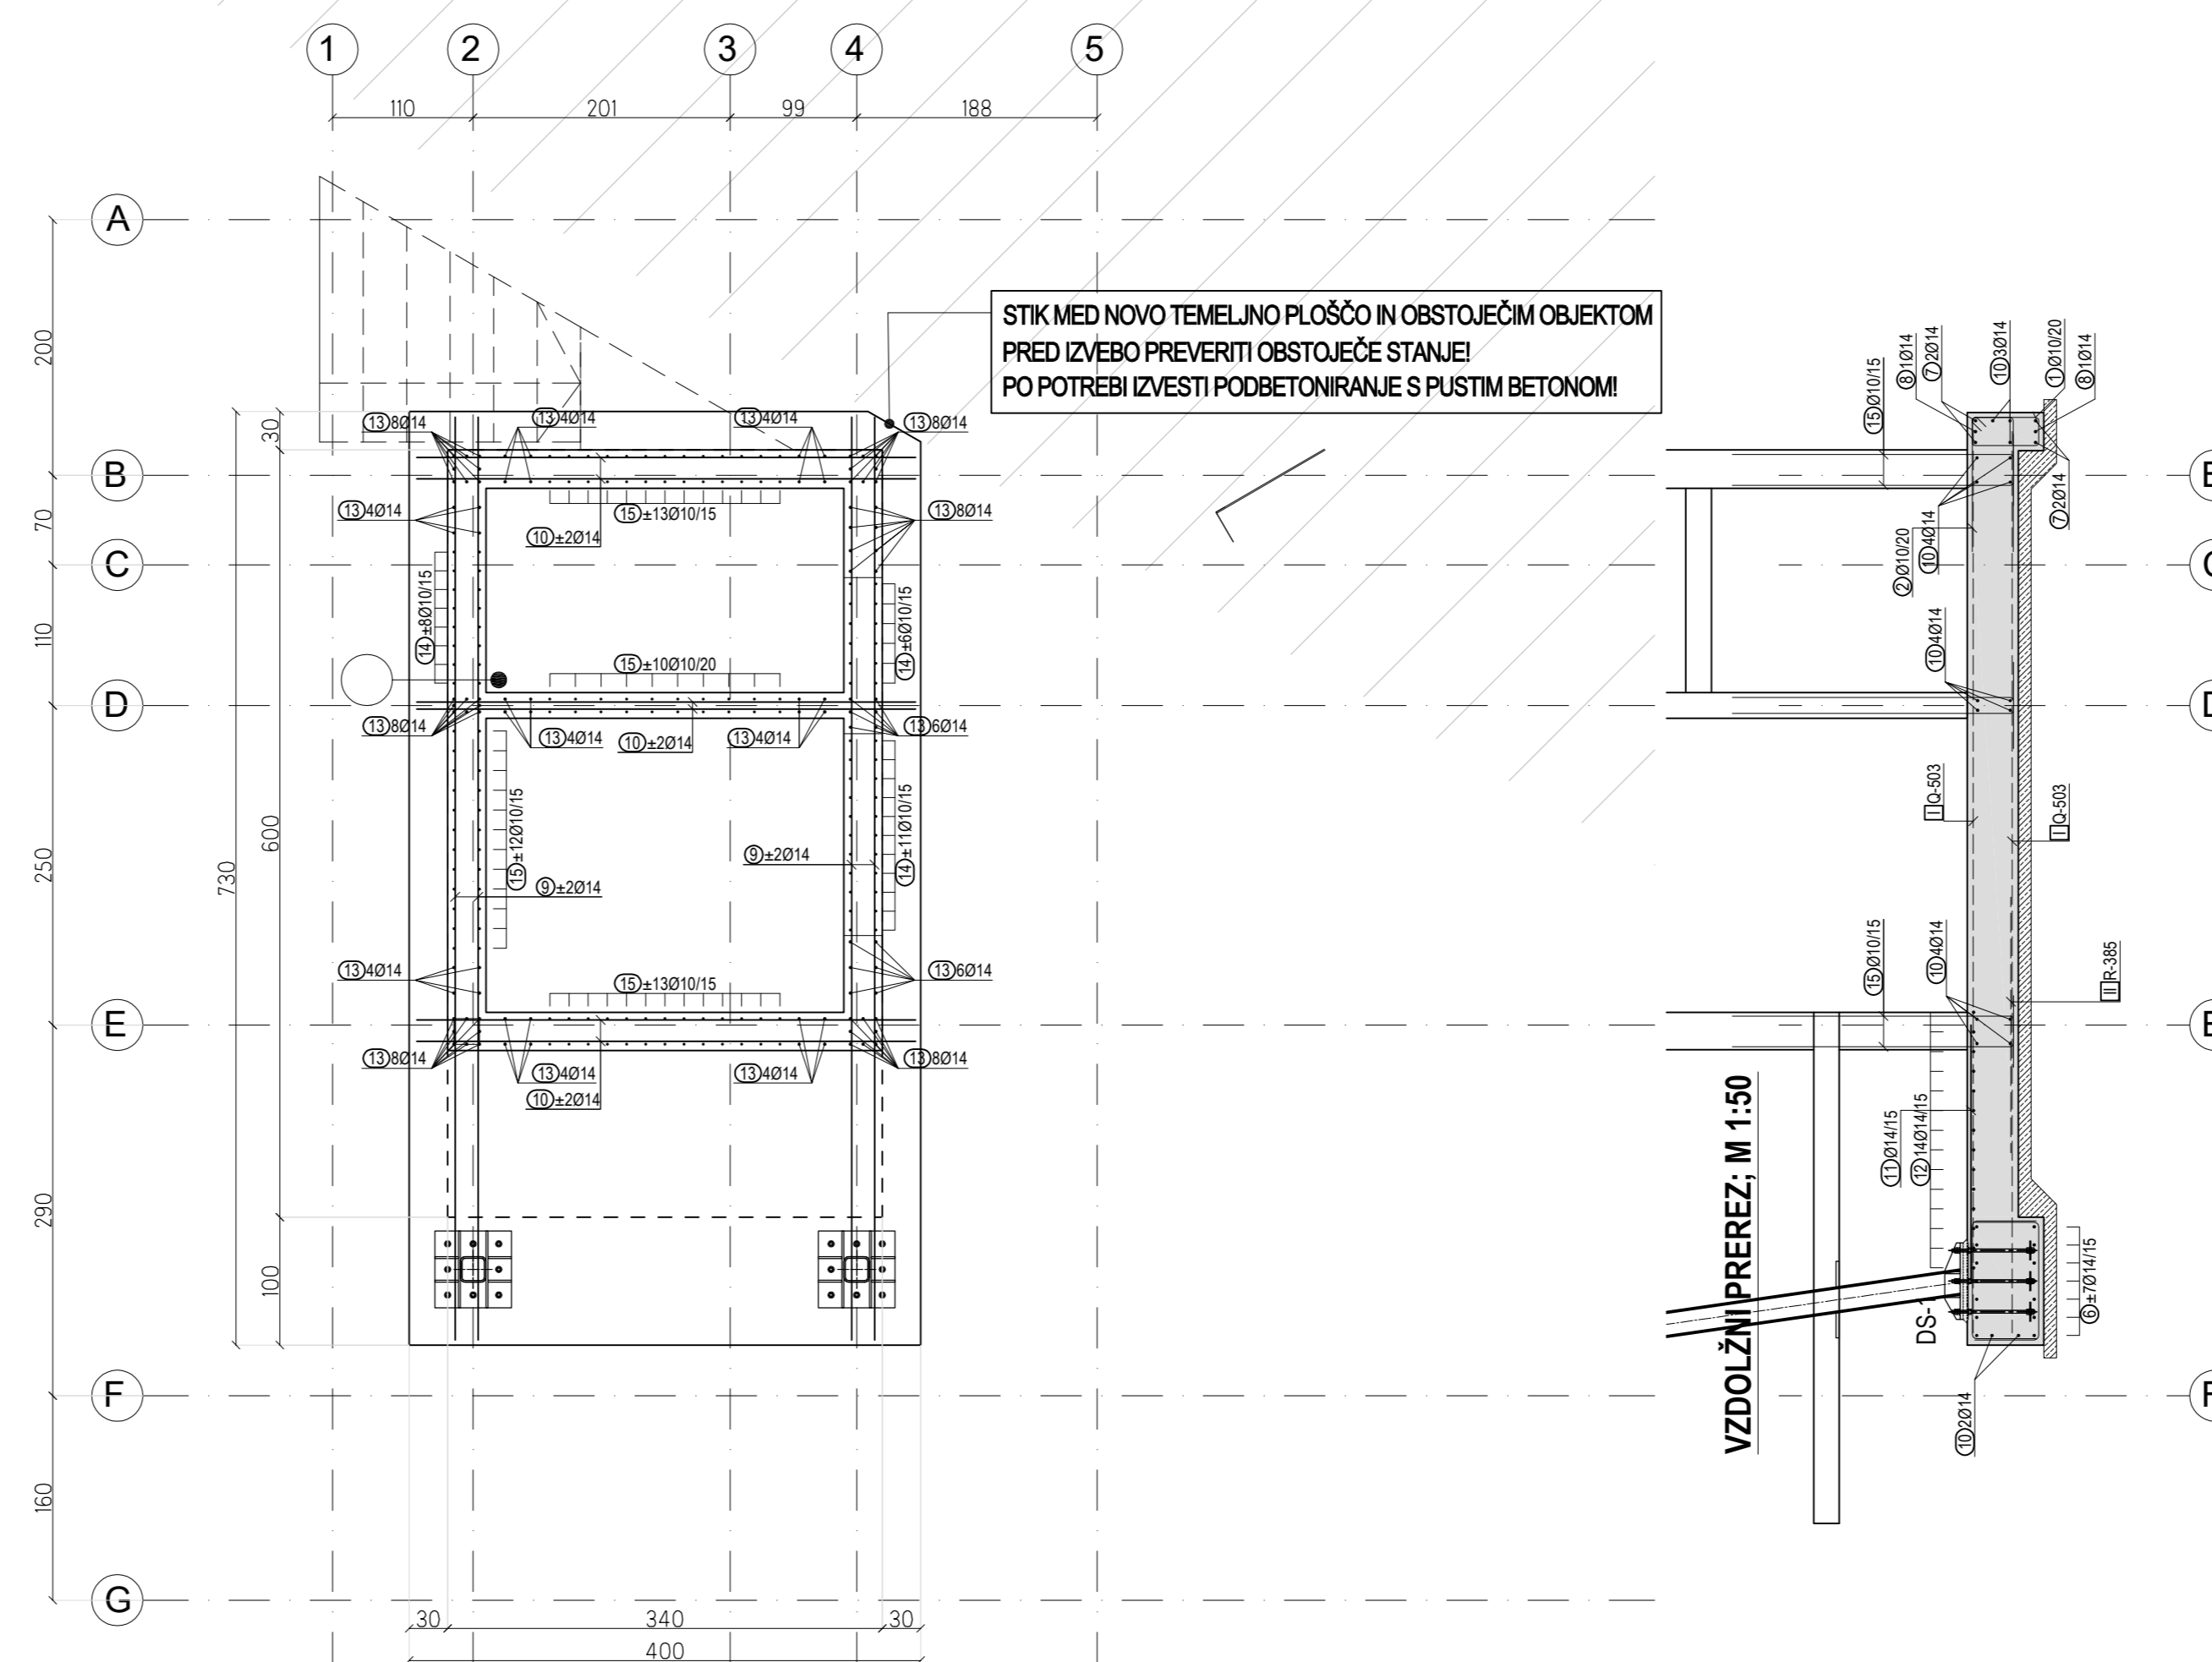 1 2 3 4 5
110 201 99 188
A
200
STIK MED NOVO TEMELJNO PLOŠČO IN OBSTOJEČIM OBJEKTOM
PRED IZVEBO PREVERITI OBSTOJEČE STANJE!
PO POTREBI IZVESTI PODBETONIRANJE S PUSTIM BETONOM!
30
13 8Ø14 13 4Ø14 13 4Ø14 13 8Ø14
B
70
13 4Ø14 15 ±13Ø10/15 13 8Ø14
10 ±2Ø14
C
110
14 ±8Ø10/15
14 ±6Ø10/15
15 ±10Ø10/20
D
13 8Ø14 13 4Ø14 10 ±2Ø14 13 4Ø14 13 6Ø14
250
730
600
15 ±12Ø10/15
14 ±11Ø10/15
9 ±2Ø14
9 ±2Ø14
13 4Ø14 15 ±13Ø10/15 13 6Ø14
E
13 8Ø14 13 4Ø14 13 4Ø14 13 8Ø14
10 ±2Ø14
290
100
F
160
G
30 340 30
400
15 Ø10/15
8 1Ø14
7 2Ø14
10 3Ø14
1 Ø10/20
8 1Ø14
7 2Ø14
2 Ø10/20
10 4Ø14
10 4Ø14
D
I Q-503
I Q-503
15 Ø10/15
10 4Ø14
II R-385
VZDOLŽNI PREREZ; M 1:50
11 Ø14/15
12 14Ø14/15
DS-1
6 ±7Ø14/15
10 2Ø14